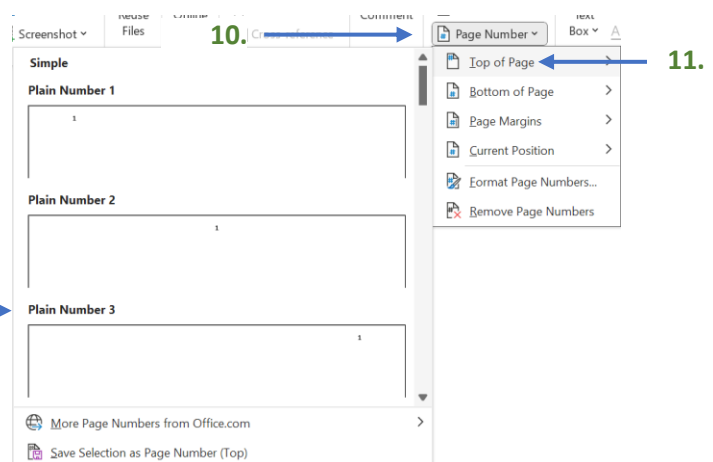 Reuse Online Comment Text
Screenshot Files 10. Cross-reference Page Number Box A
Simple
Top of Page 11.
Plain Number 1
Bottom of Page
1
Page Margins
Current Position
Format Page Numbers...
Plain Number 2
Remove Page Numbers
1
Plain Number 3
1
More Page Numbers from Office.com
Save Selection as Page Number (Top)